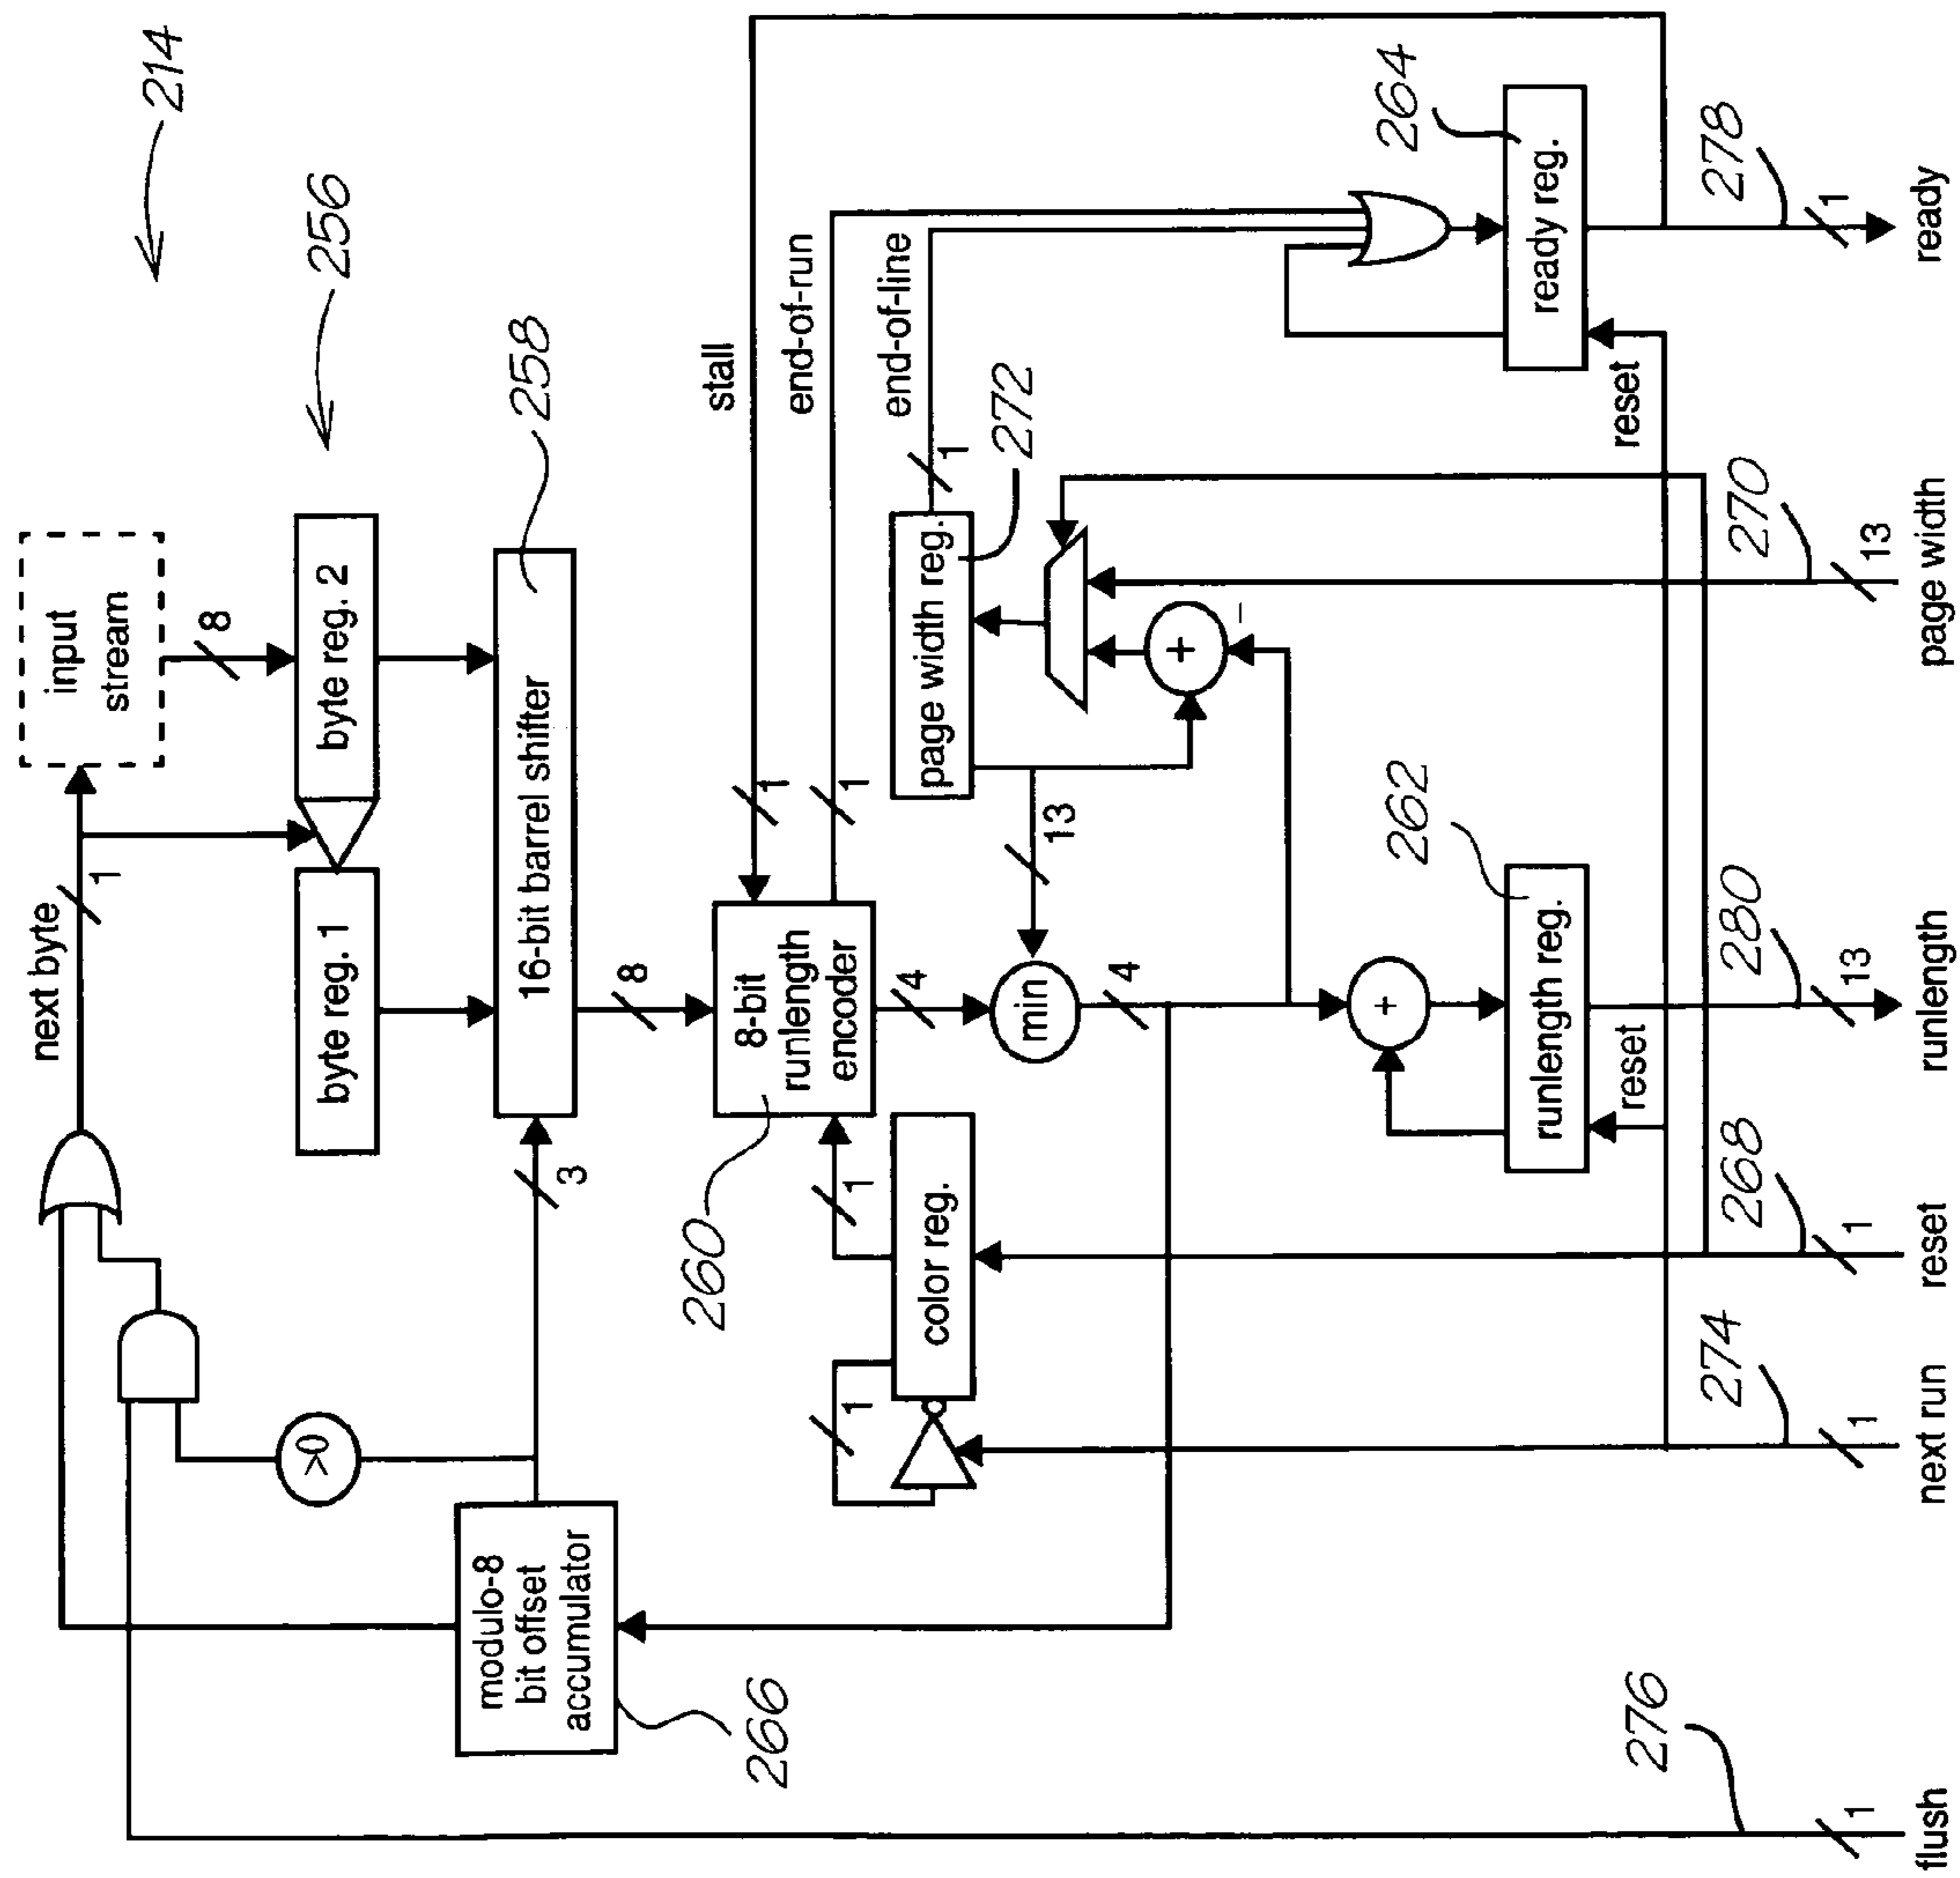 214
256
input
stream
next byte
1
8
byte reg. 1
byte reg. 2
258
16-bit barrel shifter
3
8
stall
end-of-run
end-of-line
1
1
1
8-bit
runlength
encoder
260
4
modulo-8
bit offset
accumulator
266
>0
1
1
color reg.
page width reg.
272
13
min
4
+
−
+
262
264
runlength reg.
ready reg.
reset
reset
276
274
268
280
270
278
1
1
1
13
13
1
flush
next run
reset
runlength
page width
ready